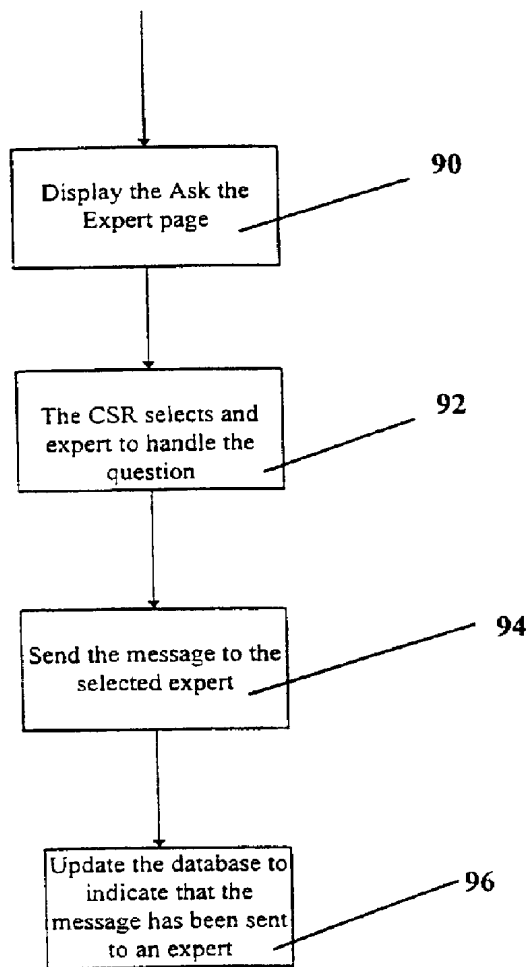 90
Display the Ask the
Expert page
92
The CSR selects and
expert to handle the
question
94
Send the message to the
selected expert
96
Update the database to
indicate that the
message has been sent
to an expert